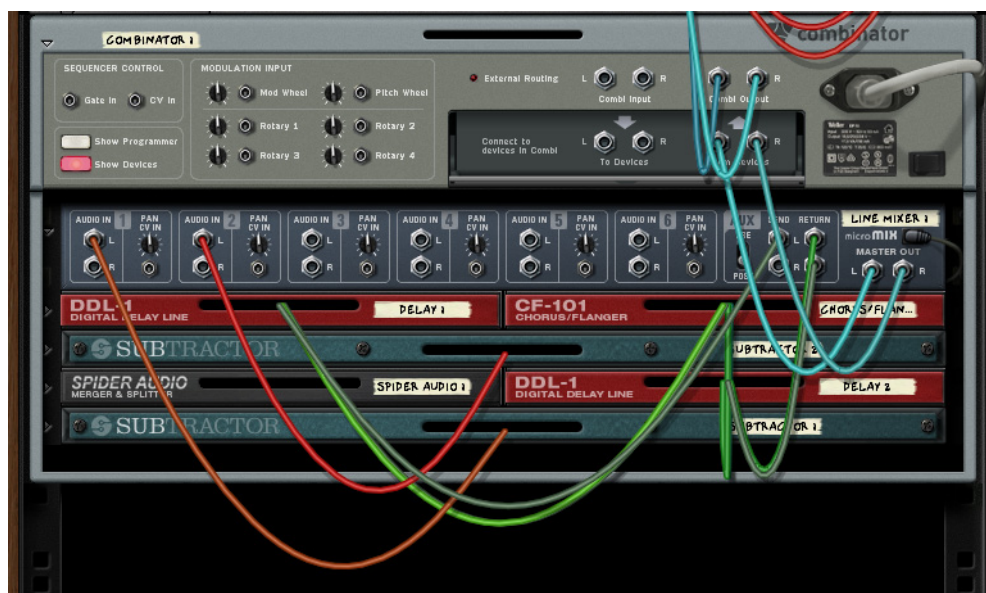 COMBINATOR 1
combinator
SEQUENCER CONTROL
Gate In
CV In
Show Programmer
Show Devices
MODULATION INPUT
Mod Wheel
Pitch Wheel
Rotary 1
Rotary 2
Rotary 3
Rotary 4
External Routing
L
R
Combi Input
Combi Output
R
Connect to
devices in Combi
L
R
To Devices
Devices
R
AUDIO IN 1
PAN
CV IN
L
R
AUDIO IN 2
PAN
CV IN
L
R
AUDIO IN 3
PAN
CV IN
L
R
AUDIO IN 4
PAN
CV IN
L
R
AUDIO IN 5
PAN
CV IN
L
R
AUDIO IN 6
PAN
CV IN
L
R
AUX
SEND
RETURN
L
R
LINE MIXER 1
microMIX
MASTER OUT
L
R
DDL-1
DIGITAL DELAY LINE
DELAY 1
CF-101
CHORUS/FLANGER
CHORUS/FLAN...
SUBTRACTOR
SUBTRACTOR 2
SPIDER AUDIO
MERGER & SPLITTER
SPIDER AUDIO 1
DDL-1
DIGITAL DELAY LINE
DELAY 2
SUBTRACTOR
SUBTRACTOR 1